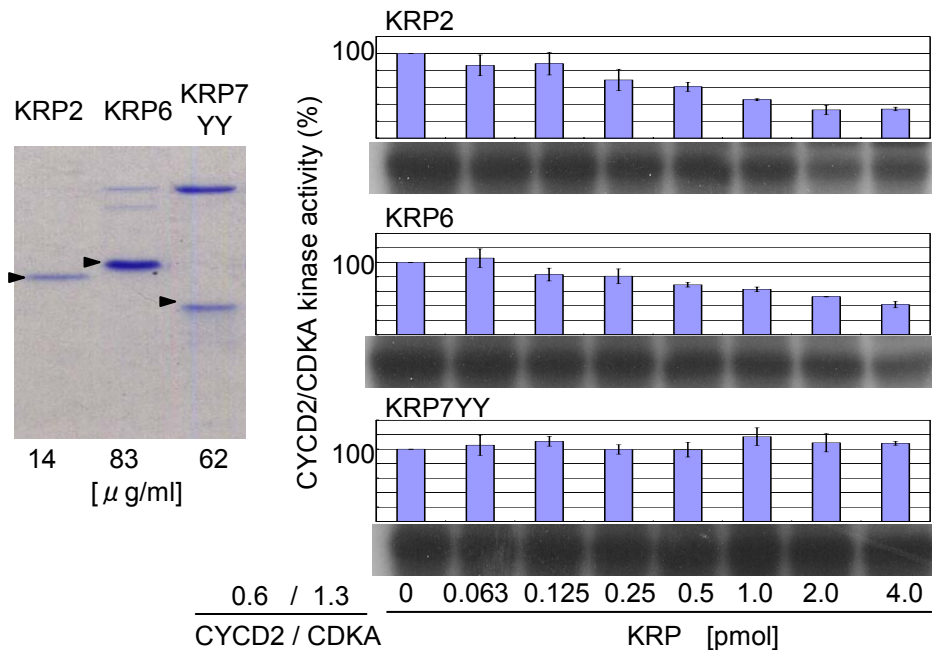 KRP2 KRP6 KRP7
YY
14 83 62
[ μ g/ml]
CYCD2/CDKA kinase activity (%)
KRP2
100
KRP6
100
KRP7YY
100
0.6 / 1.3
CYCD2 / CDKA
0 0.063 0.125 0.25 0.5 1.0 2.0 4.0
KRP [pmol]